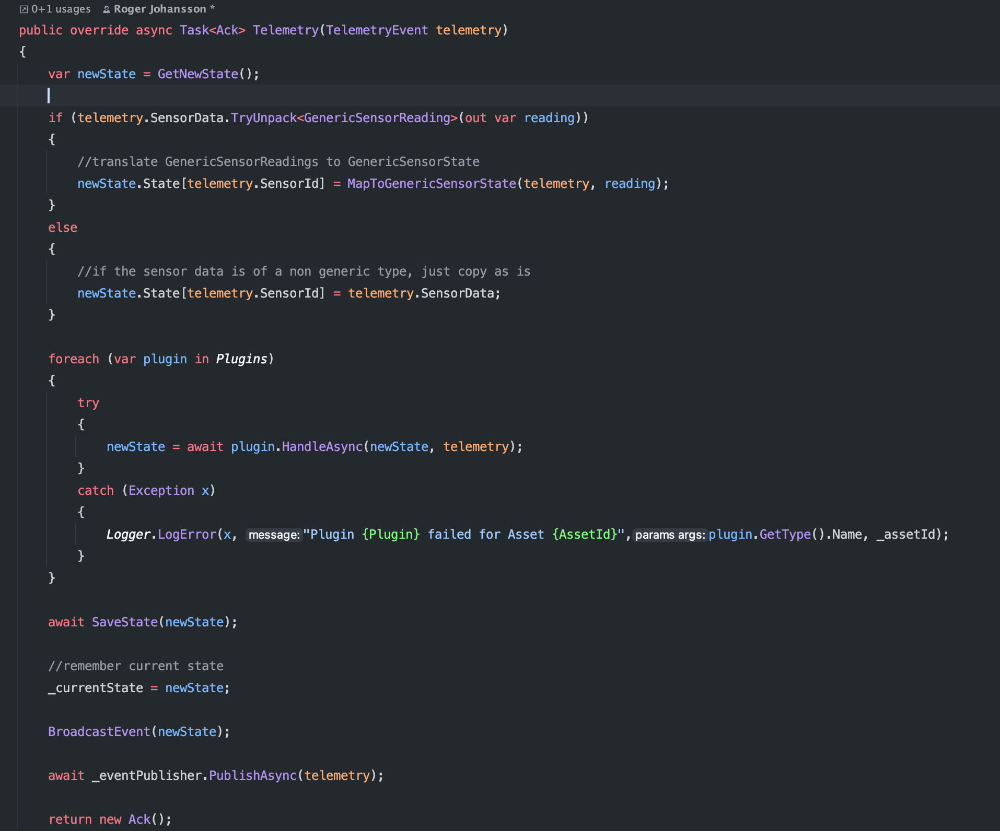 0+1 usages Roger Johansson *
public override async Task<Ack> Telemetry(TelemetryEvent telemetry)
{
    var newState = GetNewState();
    if (telemetry.SensorData.TryUnpack<GenericSensorReading>(out var reading))
    {
        //translate GenericSensorReadings to GenericSensorState
        newState.State[telemetry.SensorId] = MapToGenericSensorState(telemetry, reading);
    }
    else
    {
        //if the sensor data is of a non generic type, just copy as is
        newState.State[telemetry.SensorId] = telemetry.SensorData;
    }
    foreach (var plugin in Plugins)
    {
        try
        {
            newState = await plugin.HandleAsync(newState, telemetry);
        }
        catch (Exception x)
        {
            Logger.LogError(x, message: "Plugin {Plugin} failed for Asset {AssetId}", params args: plugin.GetType().Name, _assetId);
        }
    }
    await SaveState(newState);
    //remember current state
    _currentState = newState;
    BroadcastEvent(newState);
    await _eventPublisher.PublishAsync(telemetry);
    return new Ack();